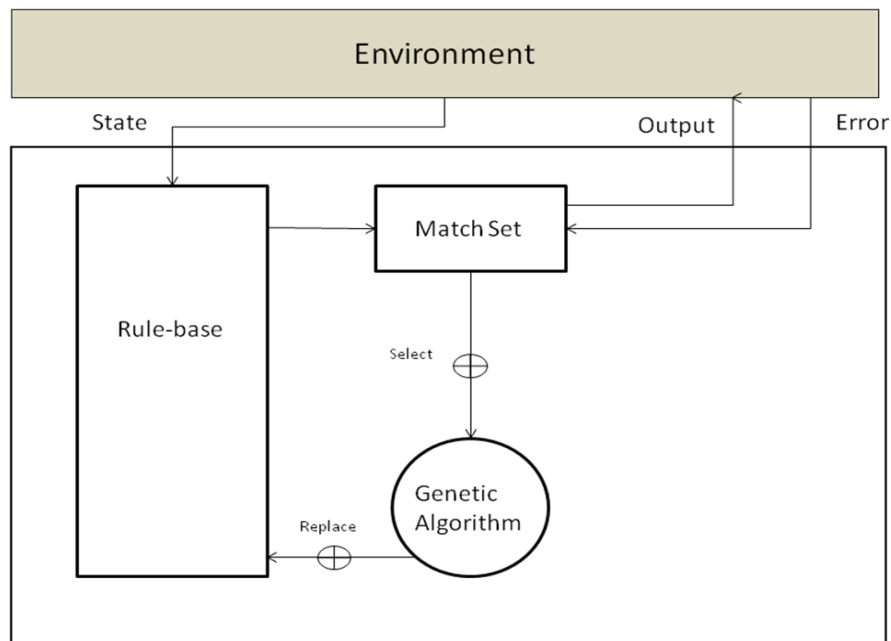 Environment
State
Output
Error
Match Set
Rule-base
Select
Genetic
Algorithm
Replace